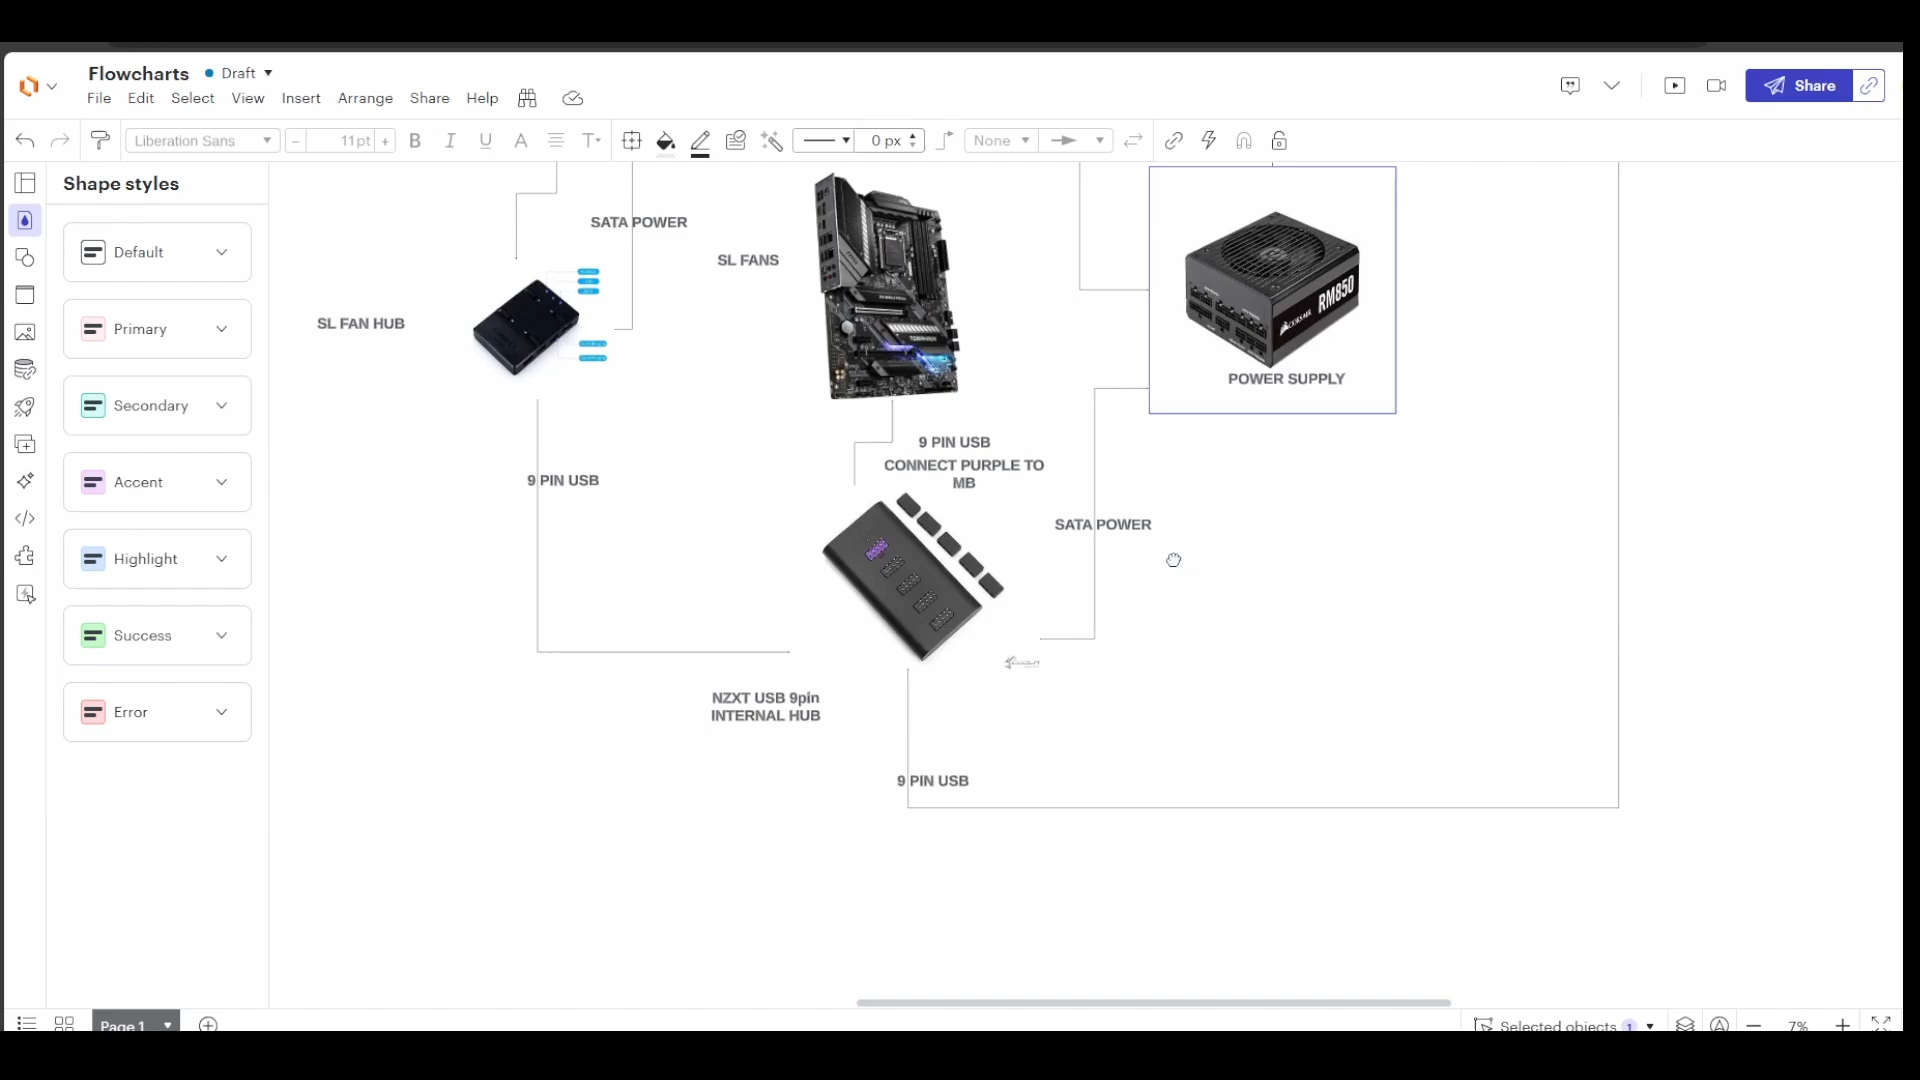 Flowcharts
Draft
File Edit Select View Insert Arrange Share Help
Share
Liberation Sans
11pt
0 px
None
Shape styles
Default
Primary
Secondary
Accent
Highlight
Success
Error
SATA POWER
SL FANS
SL FAN HUB
CORSAIR
RM850
POWER SUPPLY
9 PIN USB
CONNECT PURPLE TO
MB
9 PIN USB
SATA POWER
NZXT USB 9pin
INTERNAL HUB
9 PIN USB
Page 1
Selected objects 1
7%